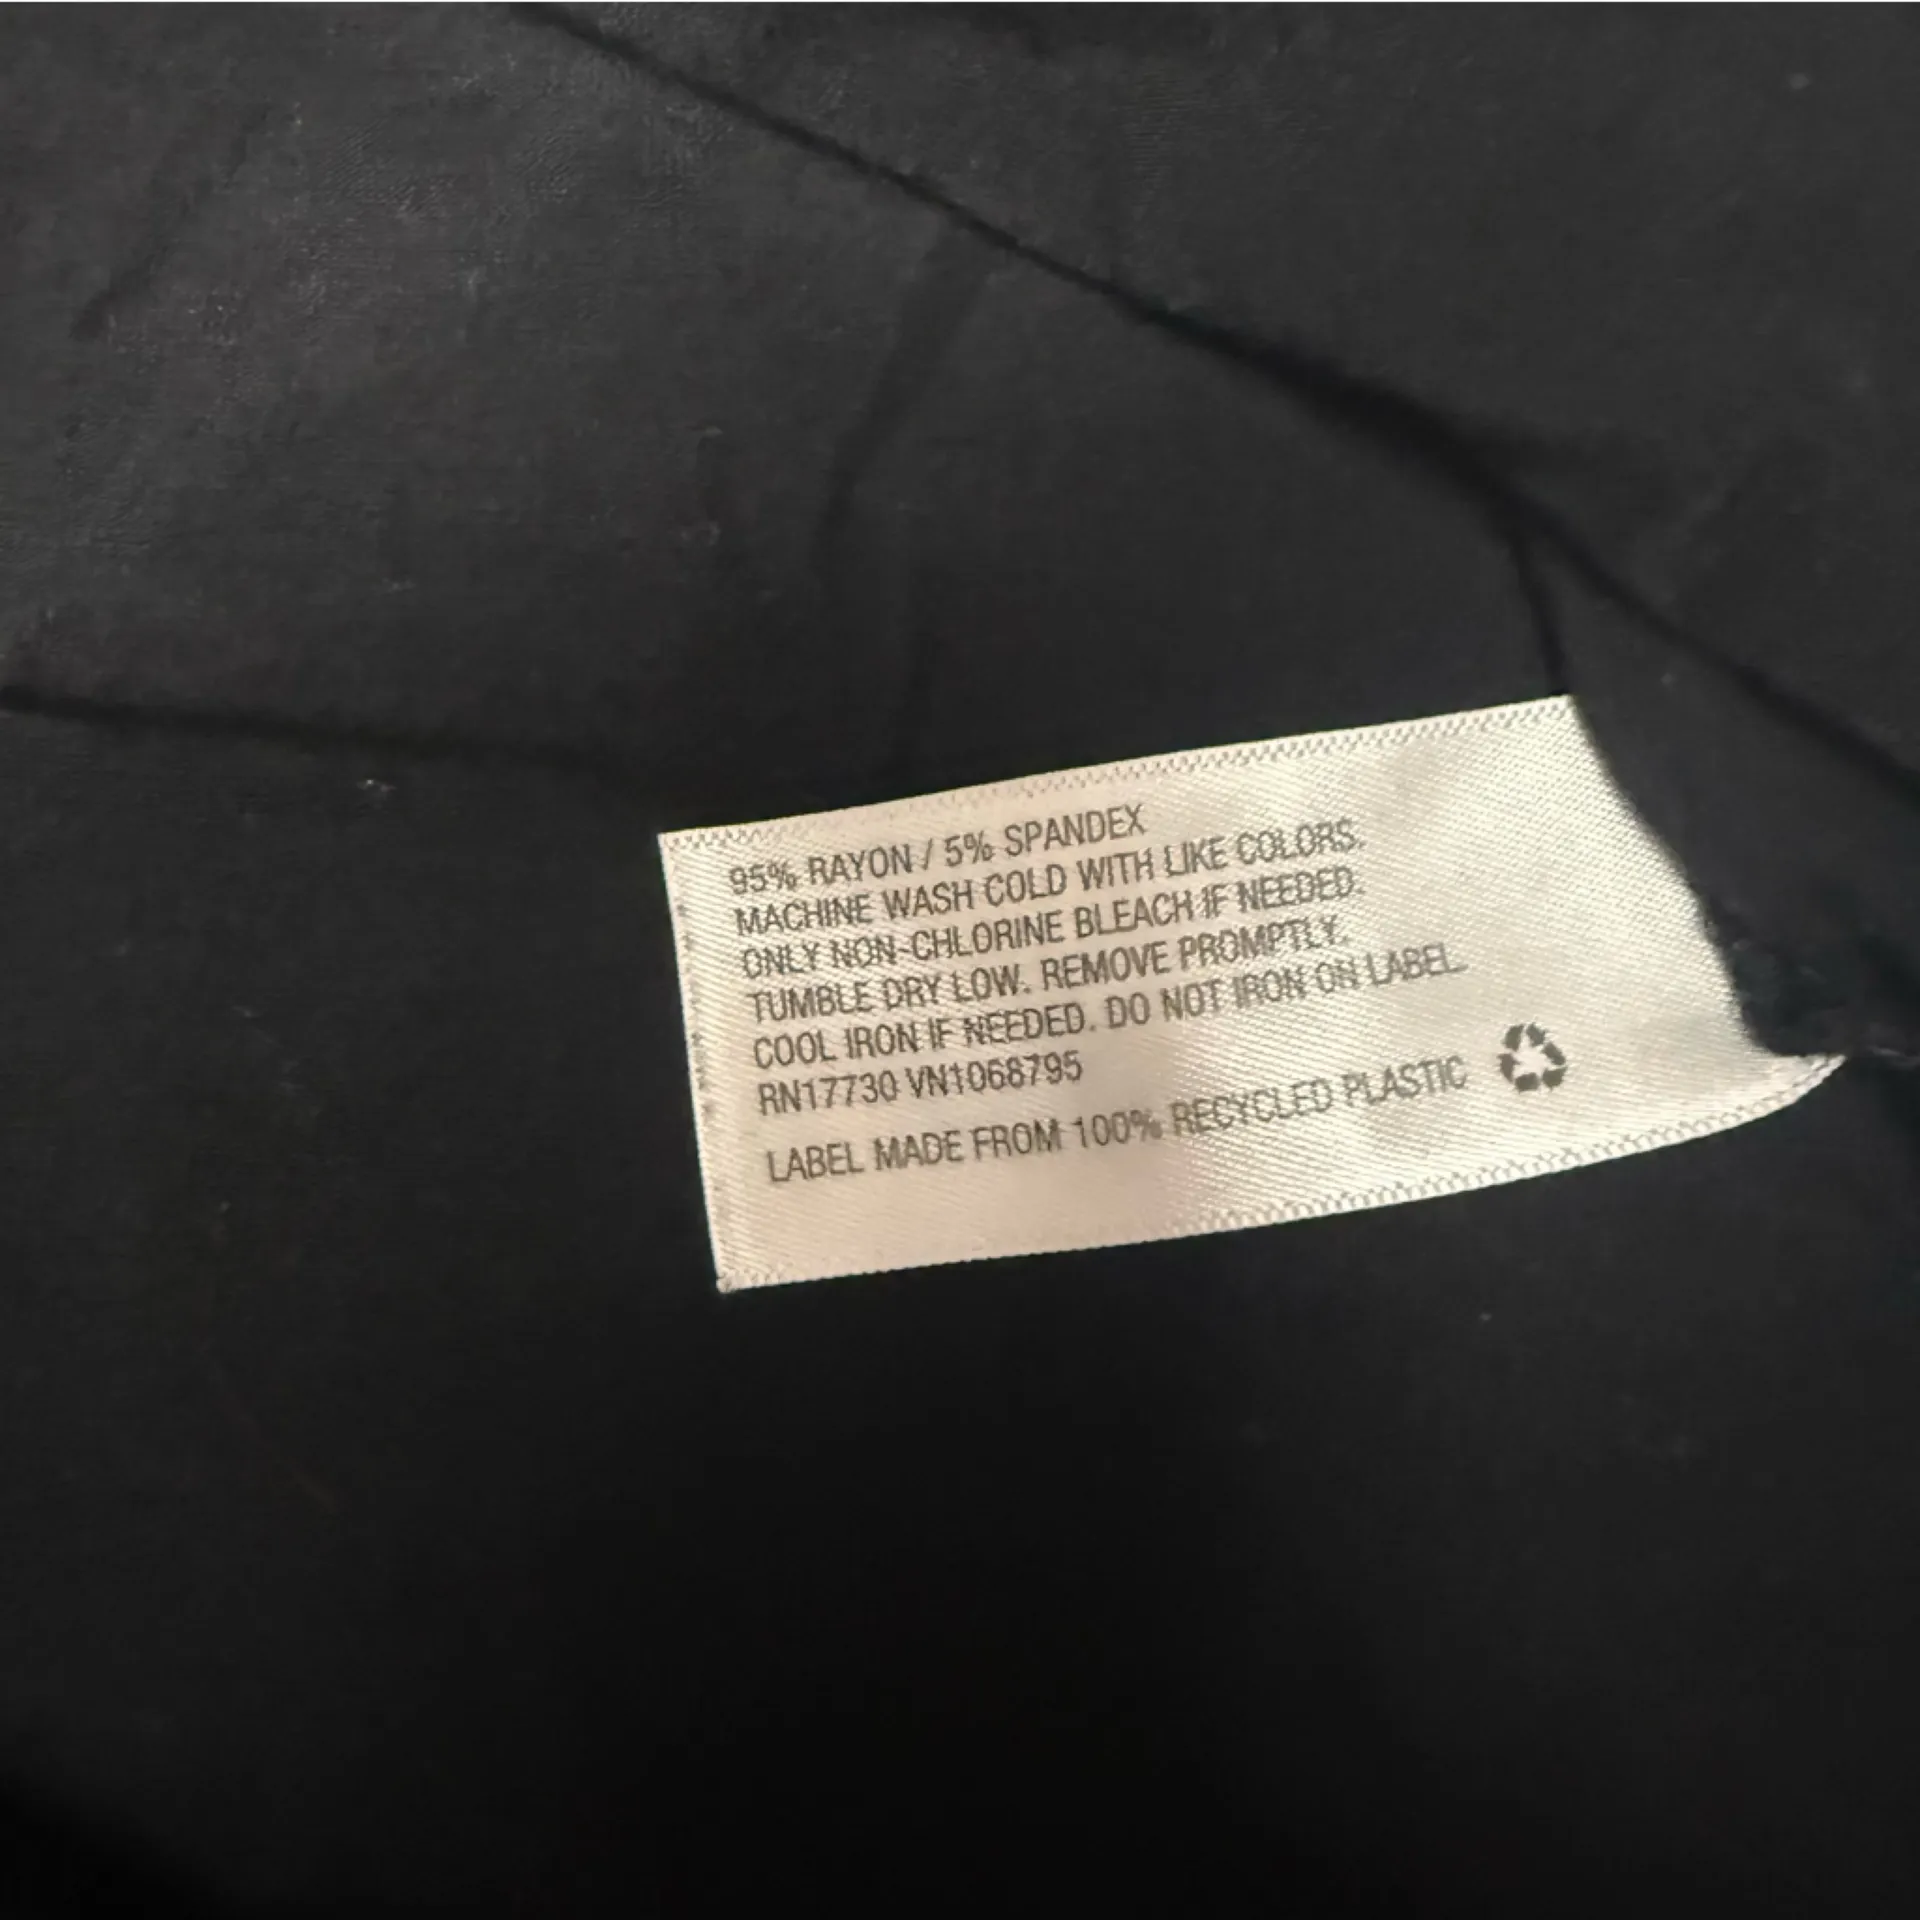 95% RAYON / 5% SPANDEX
MACHINE WASH COLD WITH LIKE COLORS.
ONLY NON-CHLORINE BLEACH IF NEEDED.
TUMBLE DRY LOW. REMOVE PROMPTLY.
COOL IRON IF NEEDED. DO NOT IRON ON LABEL.
RN17730 VN1068795
LABEL MADE FROM 100% RECYCLED PLASTIC